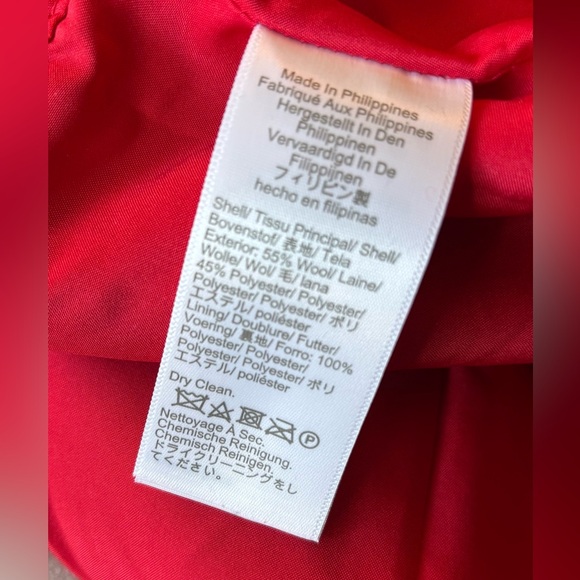 Made In Philippines
Fabriqué Aux Philippines
Hergestellt In Den
Philippinen
Vervaardigd In De
Filippijnen
フィリピン製
hecho en filipinas
Shell/ Tissu Principal/ Shell/
Bovenstof/ 表地/ Tela
Exterior: 55% Wool/ Laine/
Wolle/ Wol/ 毛/ lana
45% Polyester/ Polyester/
Polyester/ Polyester/ ポリ
エステル/ poliéster
Lining/ Doublure/ Futter/
Voering/ 裏地/ Forro: 100%
Polyester/ Polyester/
Polyester/ Polyester/ ポリ
エステル/ poliéster
Dry Clean.
P
Nettoyage À Sec.
Chemische Reinigung.
Chemisch Reinigen.
ドライクリーニングをし
てください.